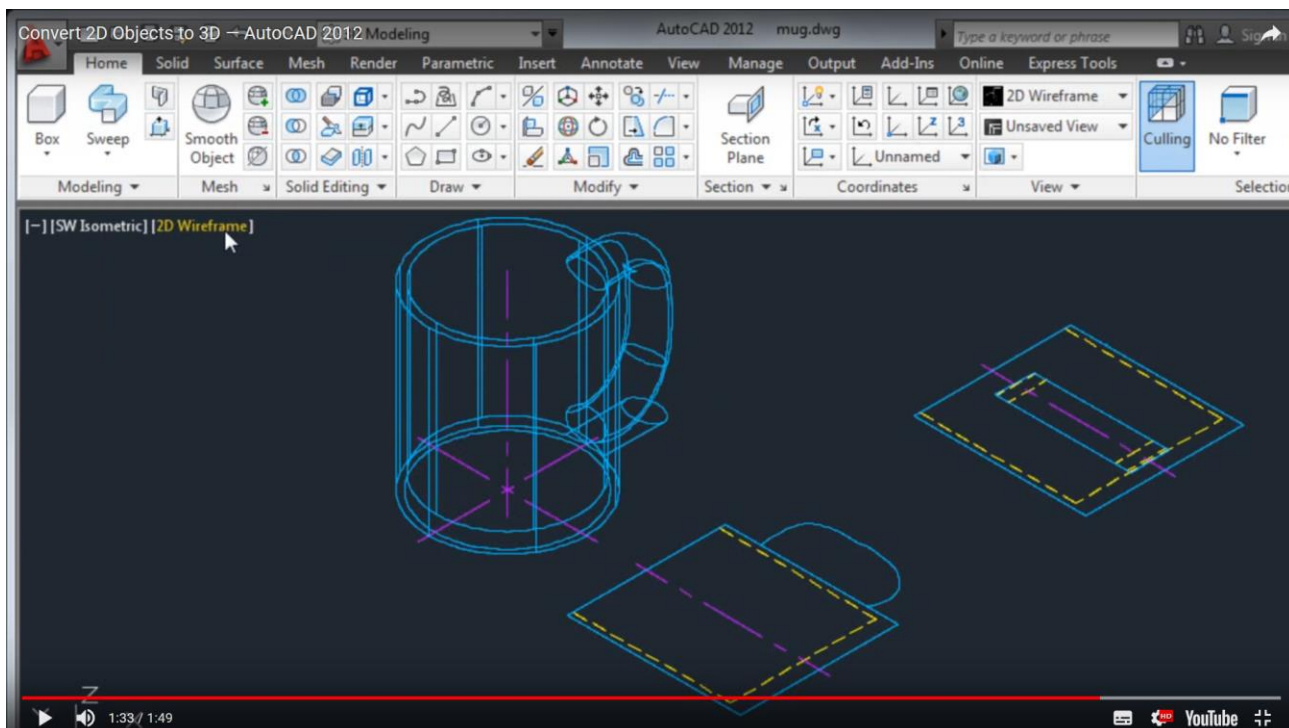 Convert 2D Objects to 3D — AutoCAD 2012
Modeling
AutoCAD 2012 mug.dwg
Type a keyword or phrase
Home Solid Surface Mesh Render Parametric Insert Annotate View Manage Output Add-Ins Online Express Tools
Box
Sweep
Smooth
Object
Section
Plane
2D Wireframe
Unsaved View
Unnamed
Culling
No Filter
Modeling
Mesh
Solid Editing
Draw
Modify
Section
Coordinates
View
[−] [SW Isometric] [2D Wireframe]
Z
1:33 / 1:49
HD
YouTube